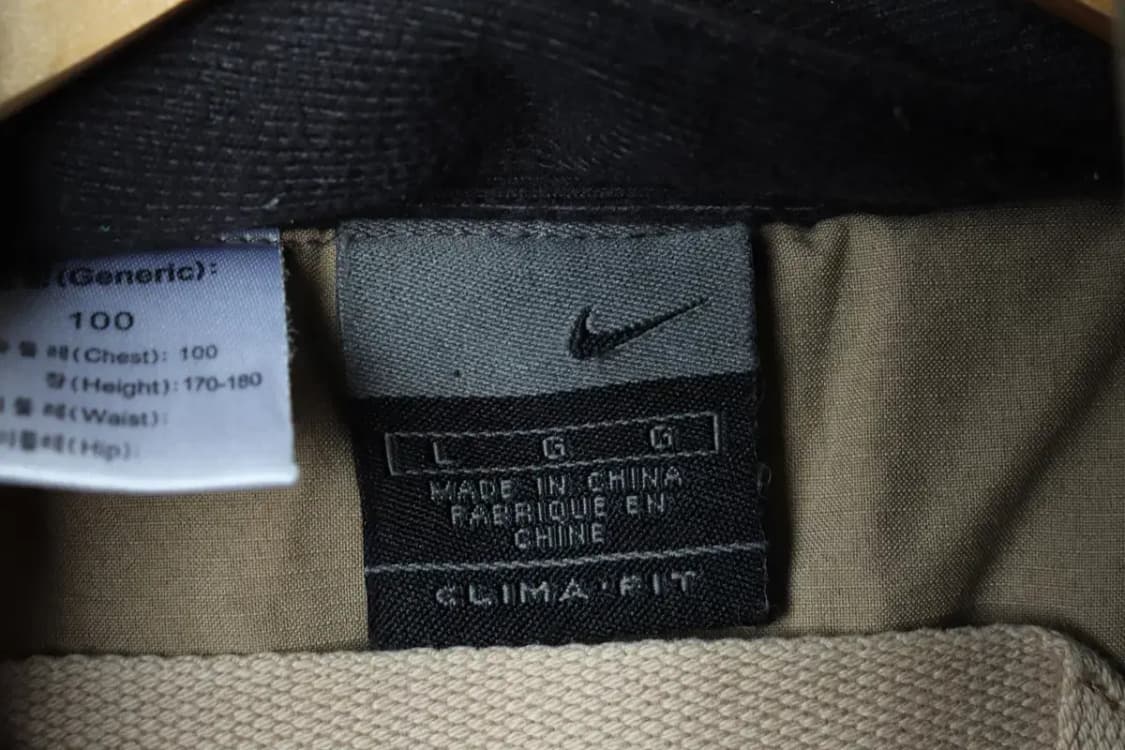 (Generic):
100
(Chest): 100
(Height): 170-180
(Waist):
(Hip):
L G G
MADE IN CHINA
FABRIQUE EN
CHINE
CLIMA·FIT